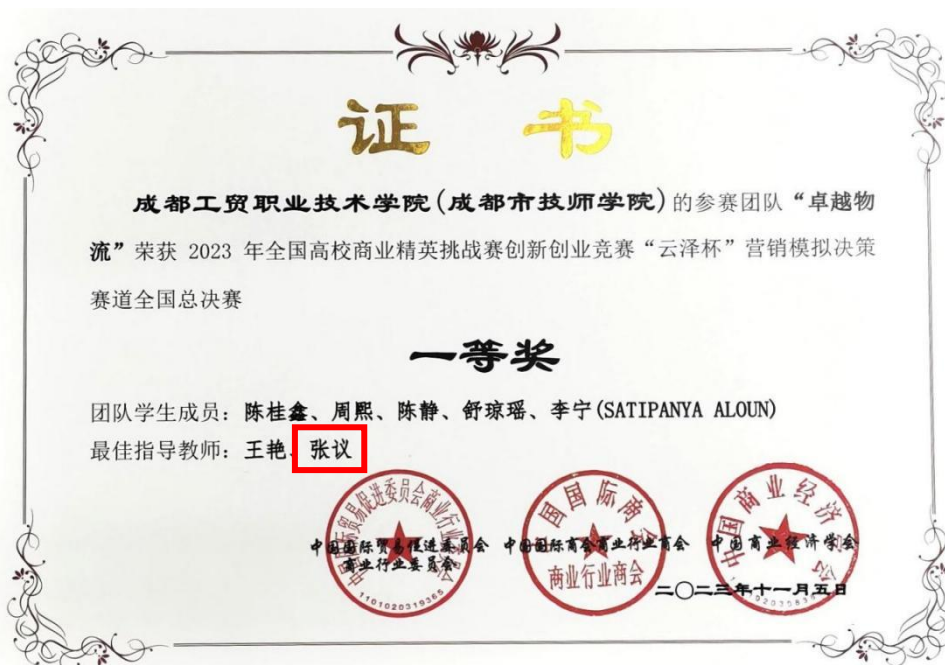 证 书
成都工贸职业技术学院(成都市技师学院)的参赛团队“卓越物
流”荣获 2023 年全国高校商业精英挑战赛创新创业竞赛“云泽杯”营销模拟决策
赛道全国总决赛
一等奖
团队学生成员：陈桂鑫、周熙、陈静、舒琼瑶、李宁(SATIPANYA ALOUN)
最佳指导教师：王艳、张议
中国国际贸易促进委员会 中国国际商会商业行业商会 中国商业经济学会
商业行业委员会
商业行业商会
1101020319365
二〇二三年十一月五日